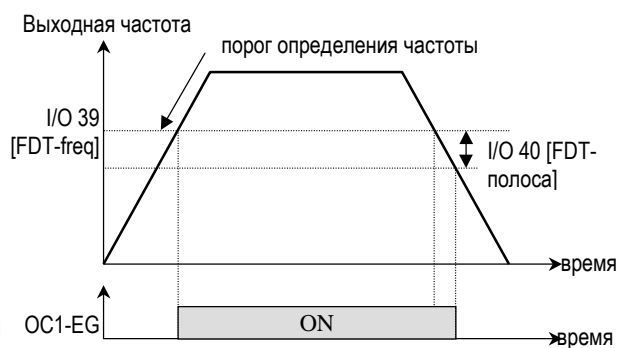 Выходная частота
порог определения частоты
I/O 39
[FDT-freq]
I/O 40 [FDT-
полоса]
время
OC1-EG
ON
время